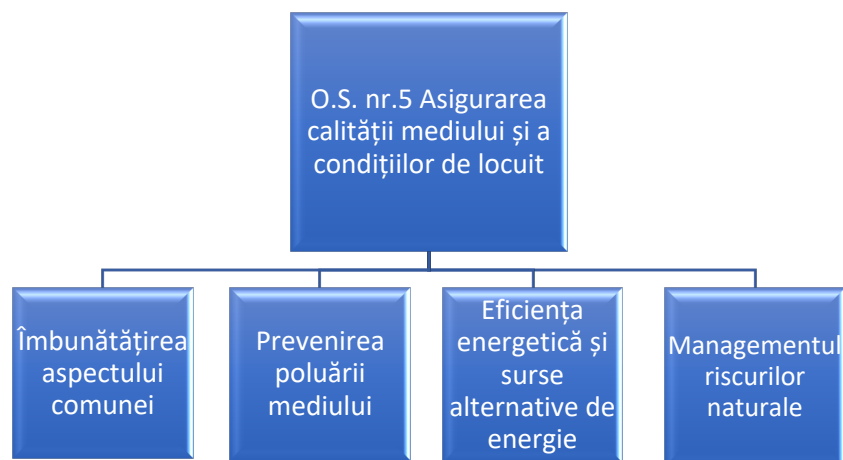 O.S. nr.5 Asigurarea
calității mediului și a
condițiilor de locuit
Îmbunătățirea
aspectului
comunei
Prevenirea
poluării
mediului
Eficiența
energetică și
surse
alternative de
energie
Managementul
riscurilor
naturale